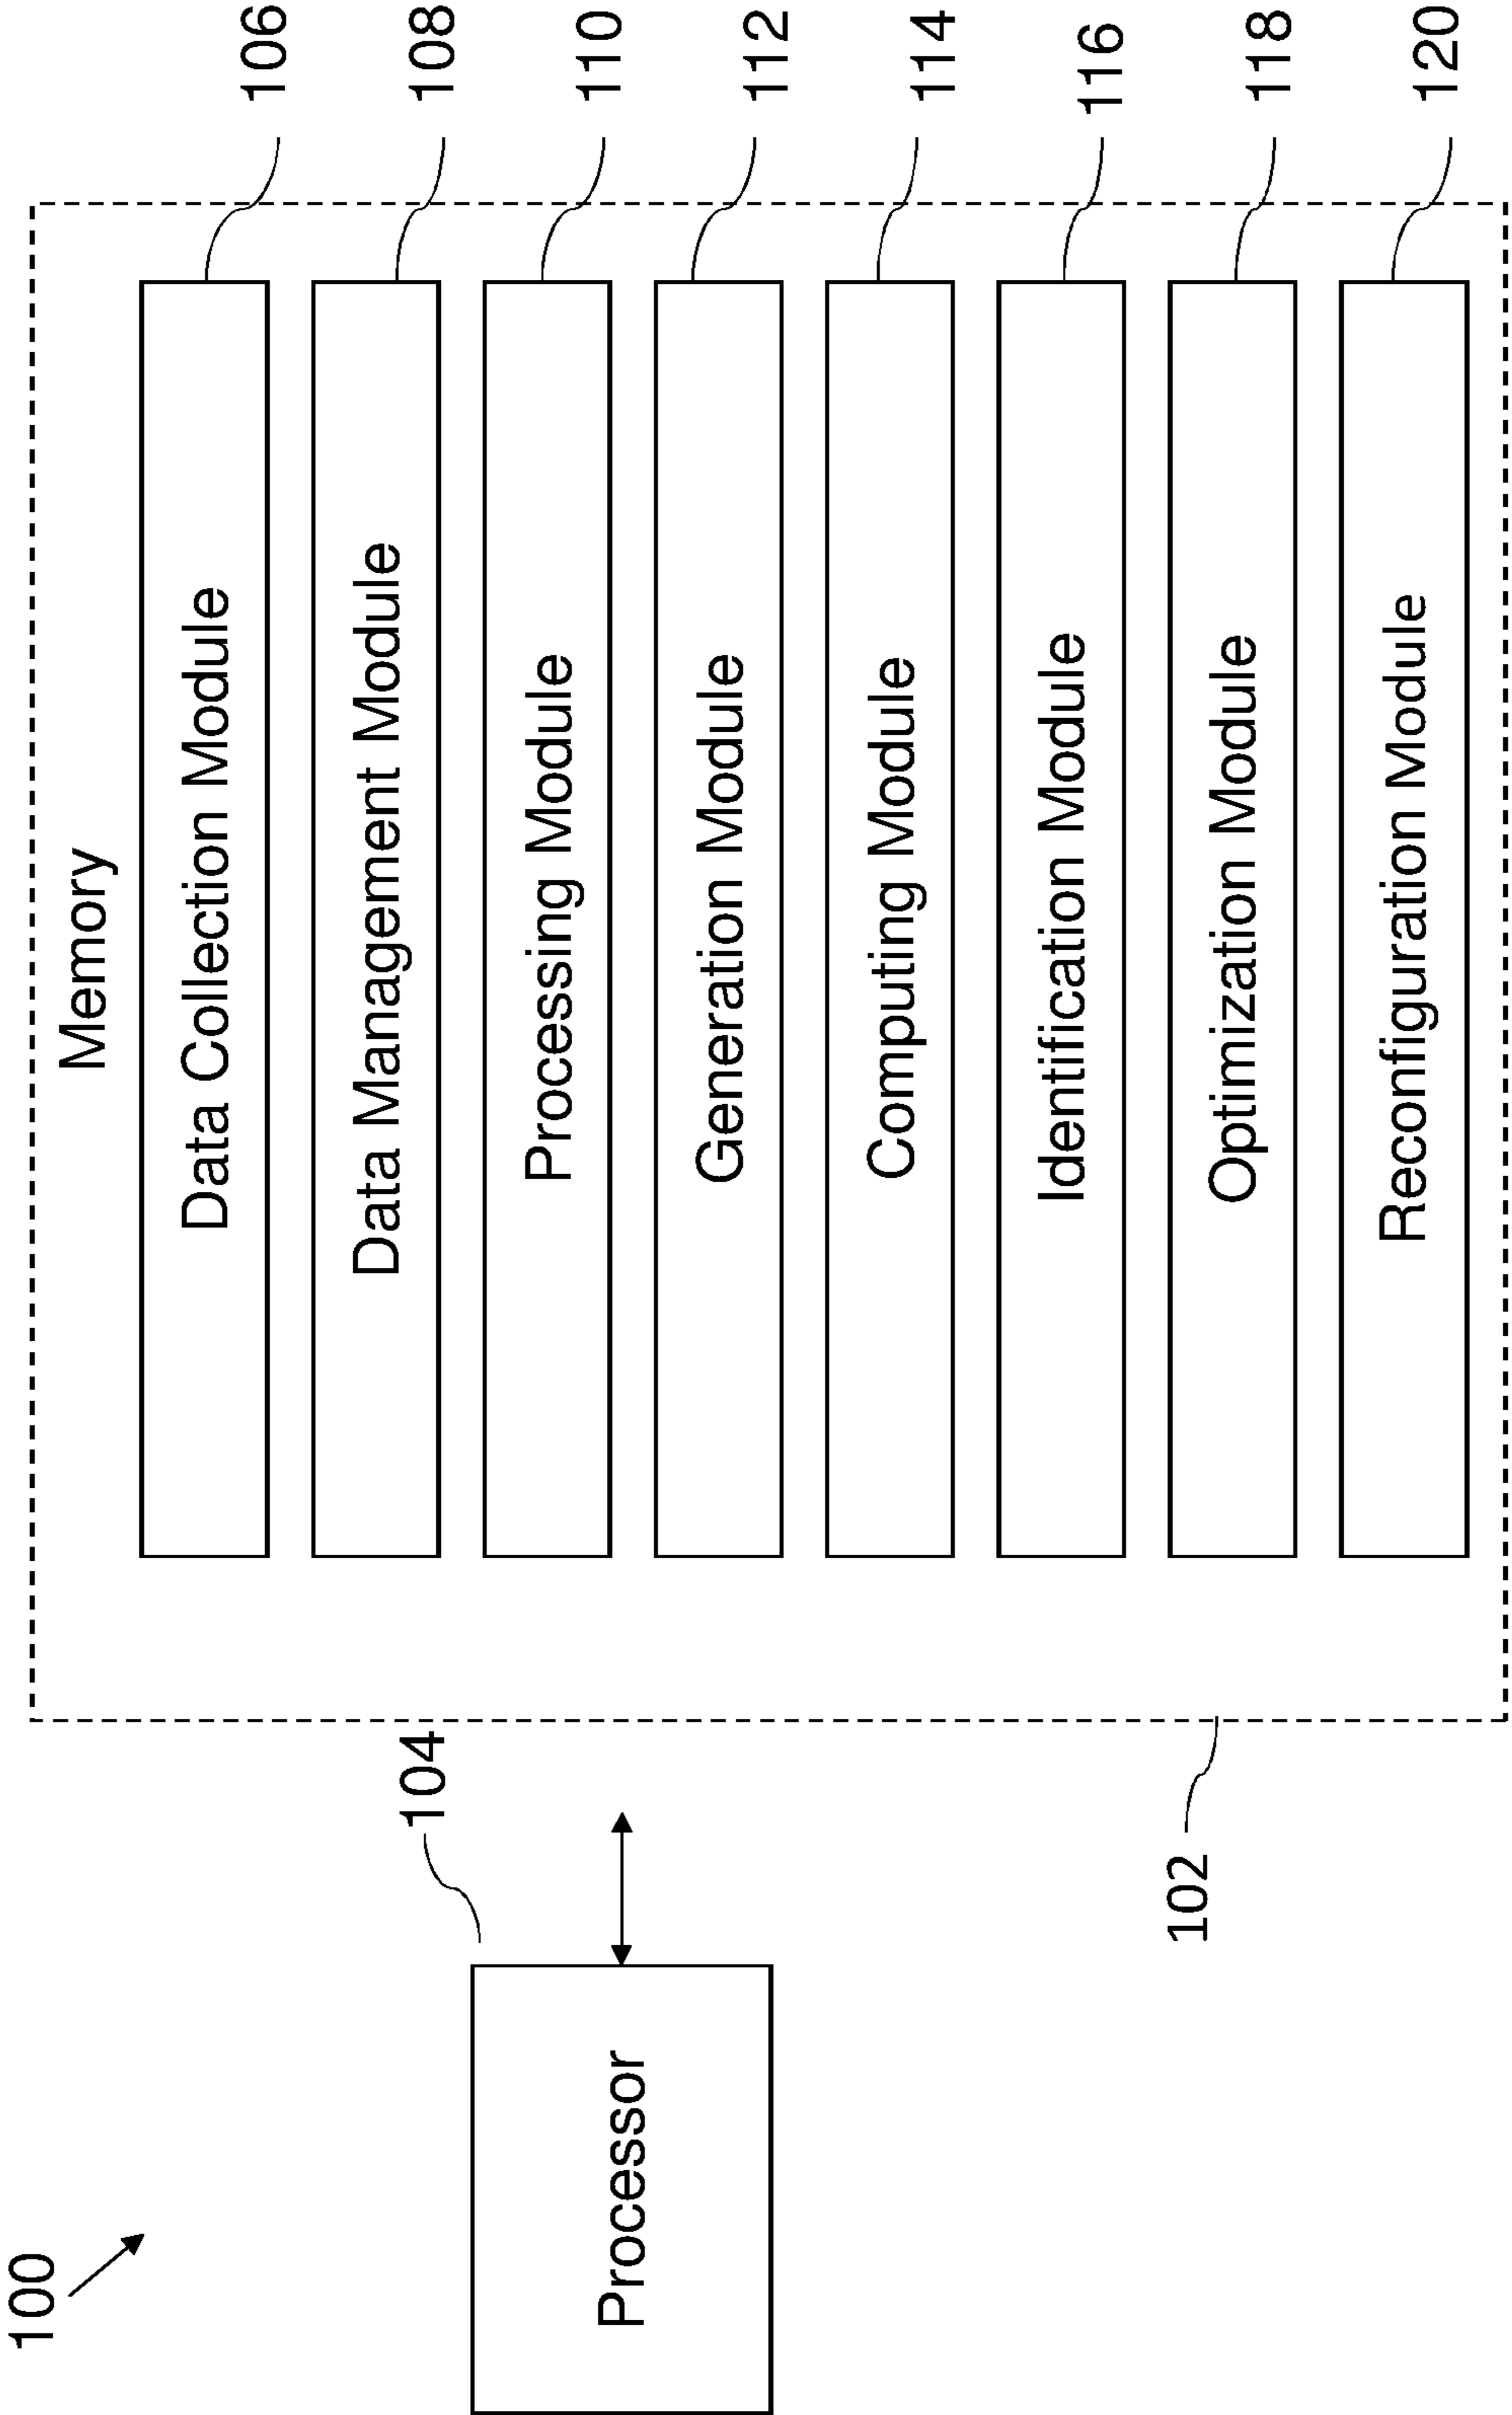 100
Memory
Data Collection Module
106
Data Management Module
108
104
Processing Module
110
Processor
Generation Module
112
Computing Module
114
Identification Module
116
102
Optimization Module
118
Reconfiguration Module
120